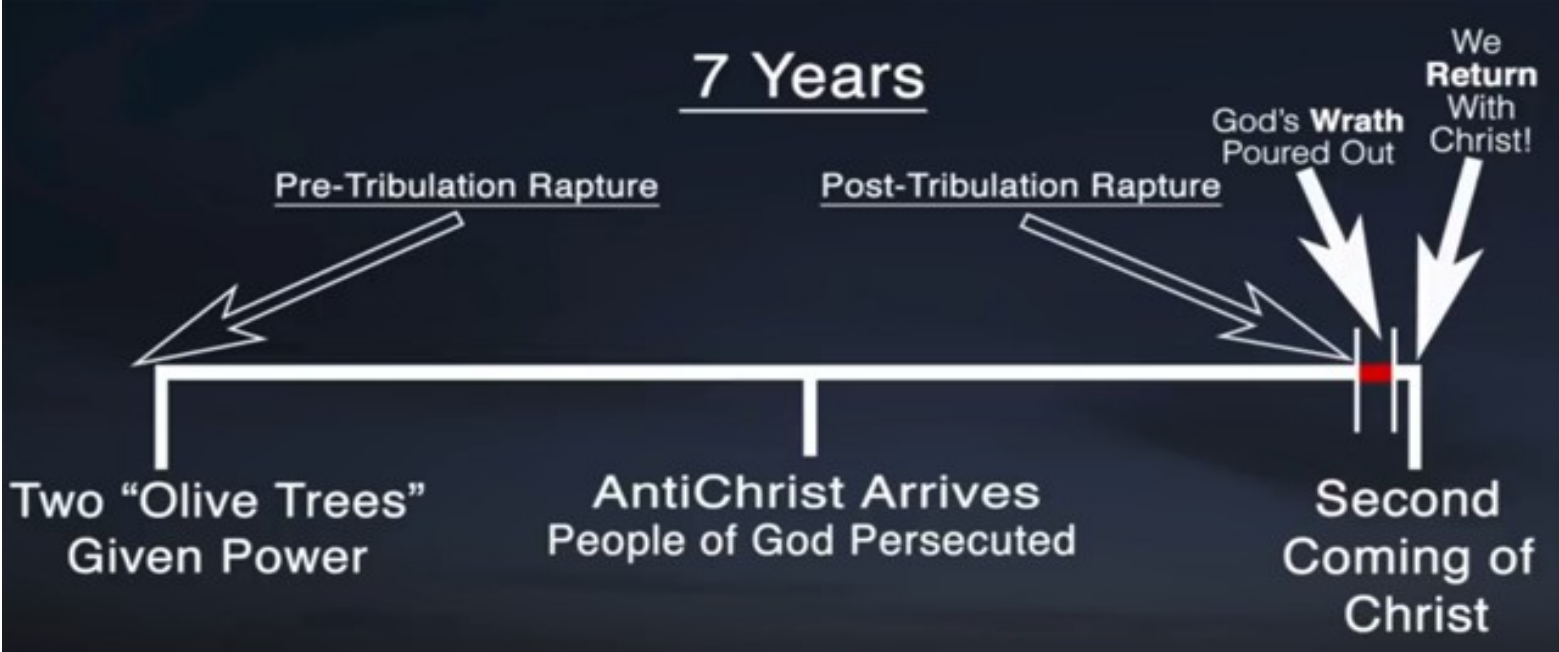 7 Years
We
Return
With
Christ!
God's Wrath
Poured Out
Pre-Tribulation Rapture
Post-Tribulation Rapture
Two “Olive Trees”
Given Power
AntiChrist Arrives
People of God Persecuted
Second
Coming of
Christ